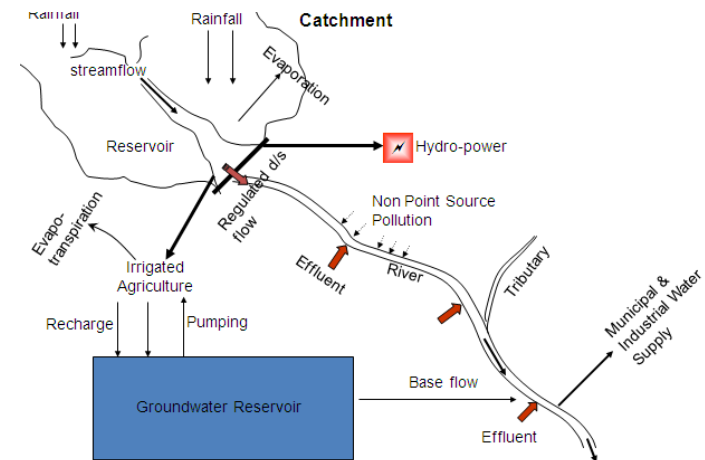 Rainfall
Rainfall
Catchment
streamflow
Evaporation
Reservoir
Hydro-power
Regulated d/s
flow
Non Point Source
Pollution
Evapo-
transpiration
Effluent
River
Tributary
Irrigated
Agriculture
Municipal &
Industrial Water
Supply
Recharge
Pumping
Base flow
Groundwater Reservoir
Effluent